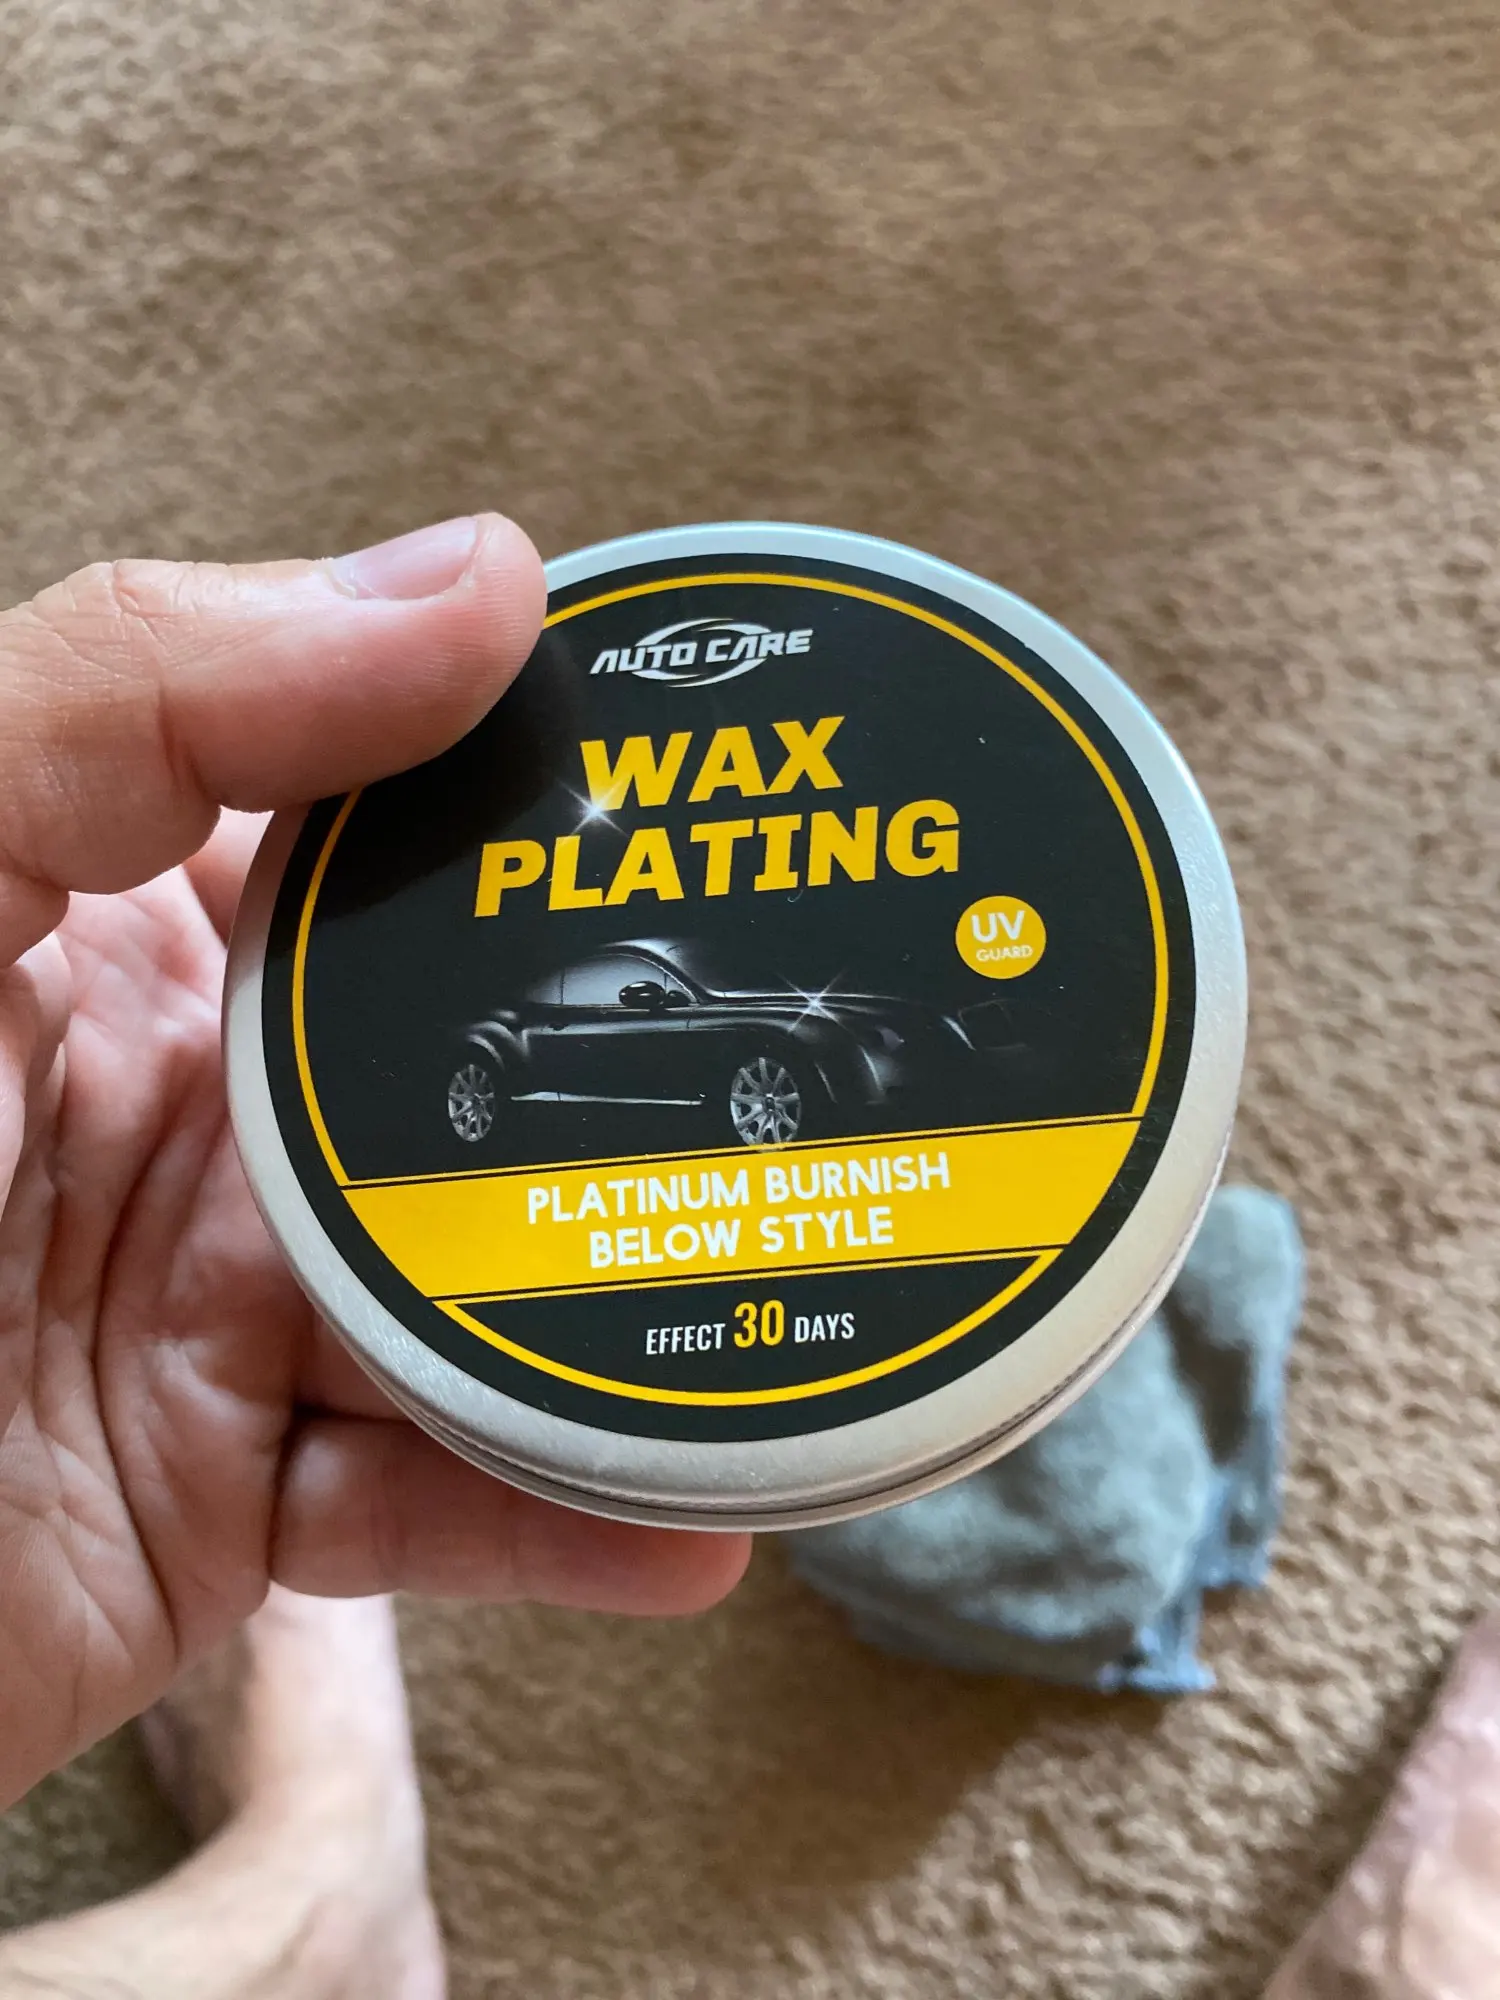 AUTO CARE
WAX
PLATING
UV
GUARD
PLATINUM BURNISH
BELOW STYLE
EFFECT 30 DAYS